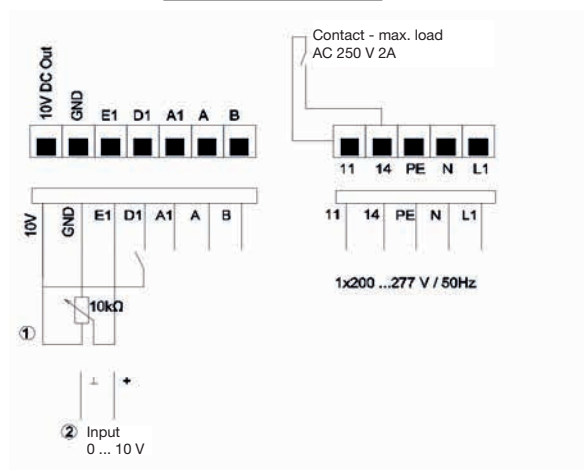 Contact - max. load
AC 250 V 2A
10V DC Out GND E1 D1 A1 A B
11 14 PE N L1
10V GND E1 D1 A1 A B
11 14 PE N L1
1x200 ...277 V / 50Hz
10kΩ
①
⊥ +
② Input
0 ... 10 V